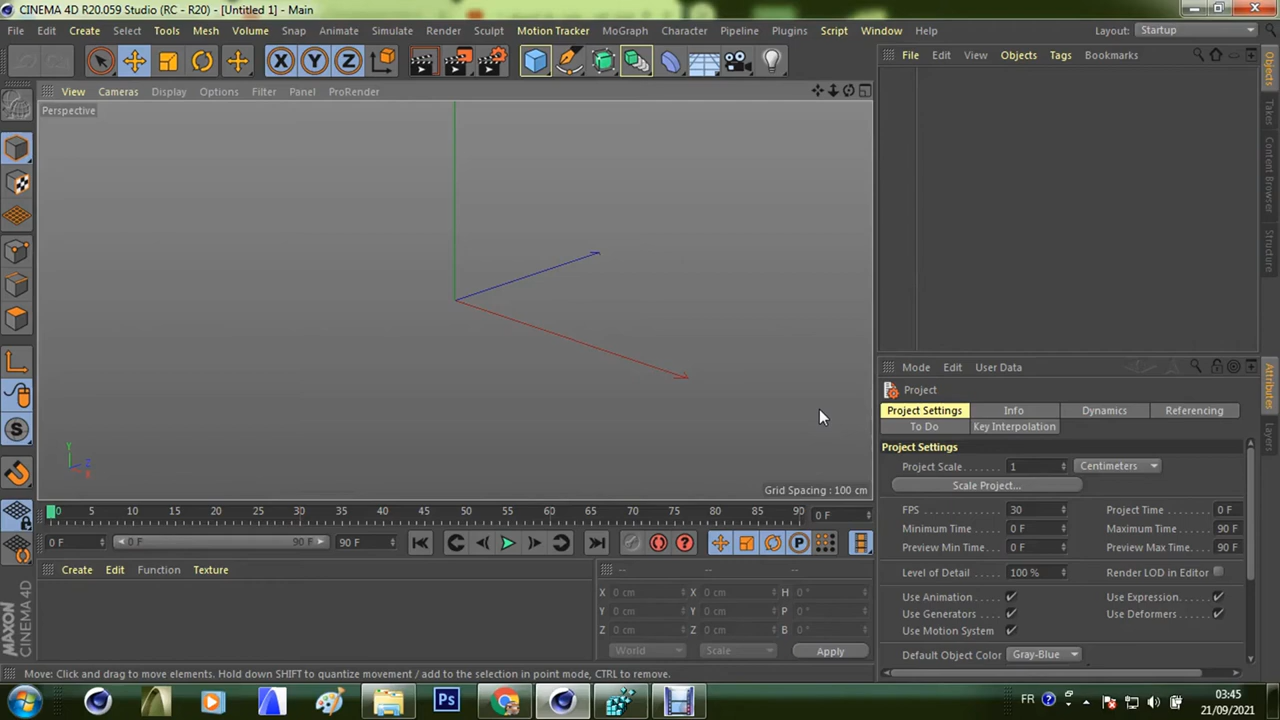 CINEMA 4D R20.059 Studio (RC - R20) - [Untitled 1] - Main
File Edit Create Select Tools Mesh Volume Snap Animate Simulate Render Sculpt Motion Tracker MoGraph Character Pipeline Plugins Script Window Help Layout: Startup
X Y Z
File Edit View Objects Tags Bookmarks
View Cameras Display Options Filter Panel ProRender
Perspective
Objects
Takes
Content Browser
Structure
Y
Z
X
Grid Spacing : 100 cm
Mode Edit User Data
Project
Project Settings Info Dynamics Referencing
To Do Key Interpolation
Project Settings
Project Scale 1 Centimeters
Scale Project...
FPS 30 Project Time 0 F
Minimum Time 0 F Maximum Time 90 F
Preview Min Time 0 F Preview Max Time 90 F
Level of Detail 100 % Render LOD in Editor
Use Animation Use Expression
Use Generators Use Deformers
Use Motion System
Default Object Color Gray-Blue
Attributes
Layers
0 5 10 15 20 25 30 35 40 45 50 55 60 65 70 75 80 85 90 0 F
0 F 0 F 90 F 90 F
Create Edit Function Texture
-- -- --
X 0 cm X 0 cm H 0 °
Y 0 cm Y 0 cm P 0 °
Z 0 cm Z 0 cm B 0 °
World Scale Apply
MAXON
CINEMA 4D
Move: Click and drag to move elements. Hold down SHIFT to quantize movement / add to the selection in point mode, CTRL to remove.
Ps
FR
03:45
21/09/2021